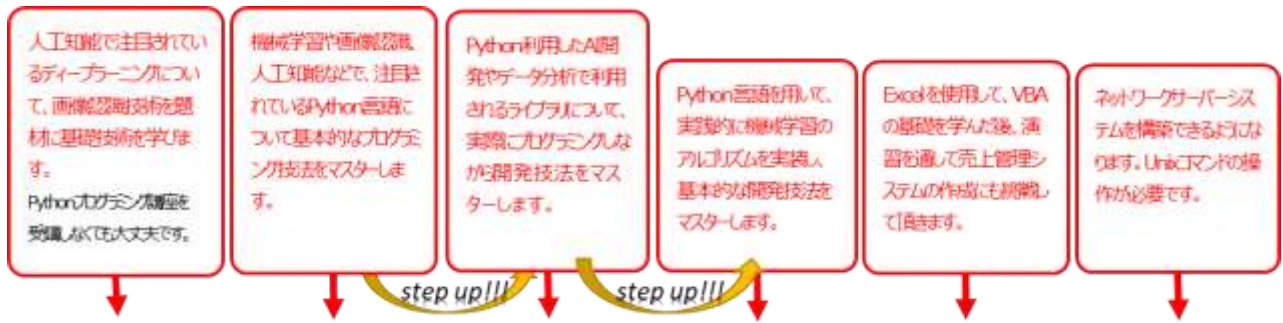 人工知能で注目されてい
るディープラーニングについ
て、画像認識技術を題
材に基礎技術を学びま
す。
Pythonプログラミング講座を
受講しなくても大丈夫です。
機械学習や画像認識、
人工知能などで、注目さ
れているPython言語に
ついて基本的なプログラミ
ング技法をマスターしま
す。
Python利用したAI開
発やデータ分析で利用
されるライブラリについて、
実際にプログラミングしな
がら開発技法をマス
ターします。
Python言語を用いて、
実践的に機械学習の
アルゴリズムを実装し、
基本的な開発技法を
マスターします。
Excelを使用して、VBA
の基礎を学んだ後、演
習を通して売上管理シ
ステムの作成にも挑戦し
て頂きます。
ネットワークサーバーシス
テムを構築できるようにな
ります。Unixコマンドの操
作が必要です。
step up!!!
step up!!!